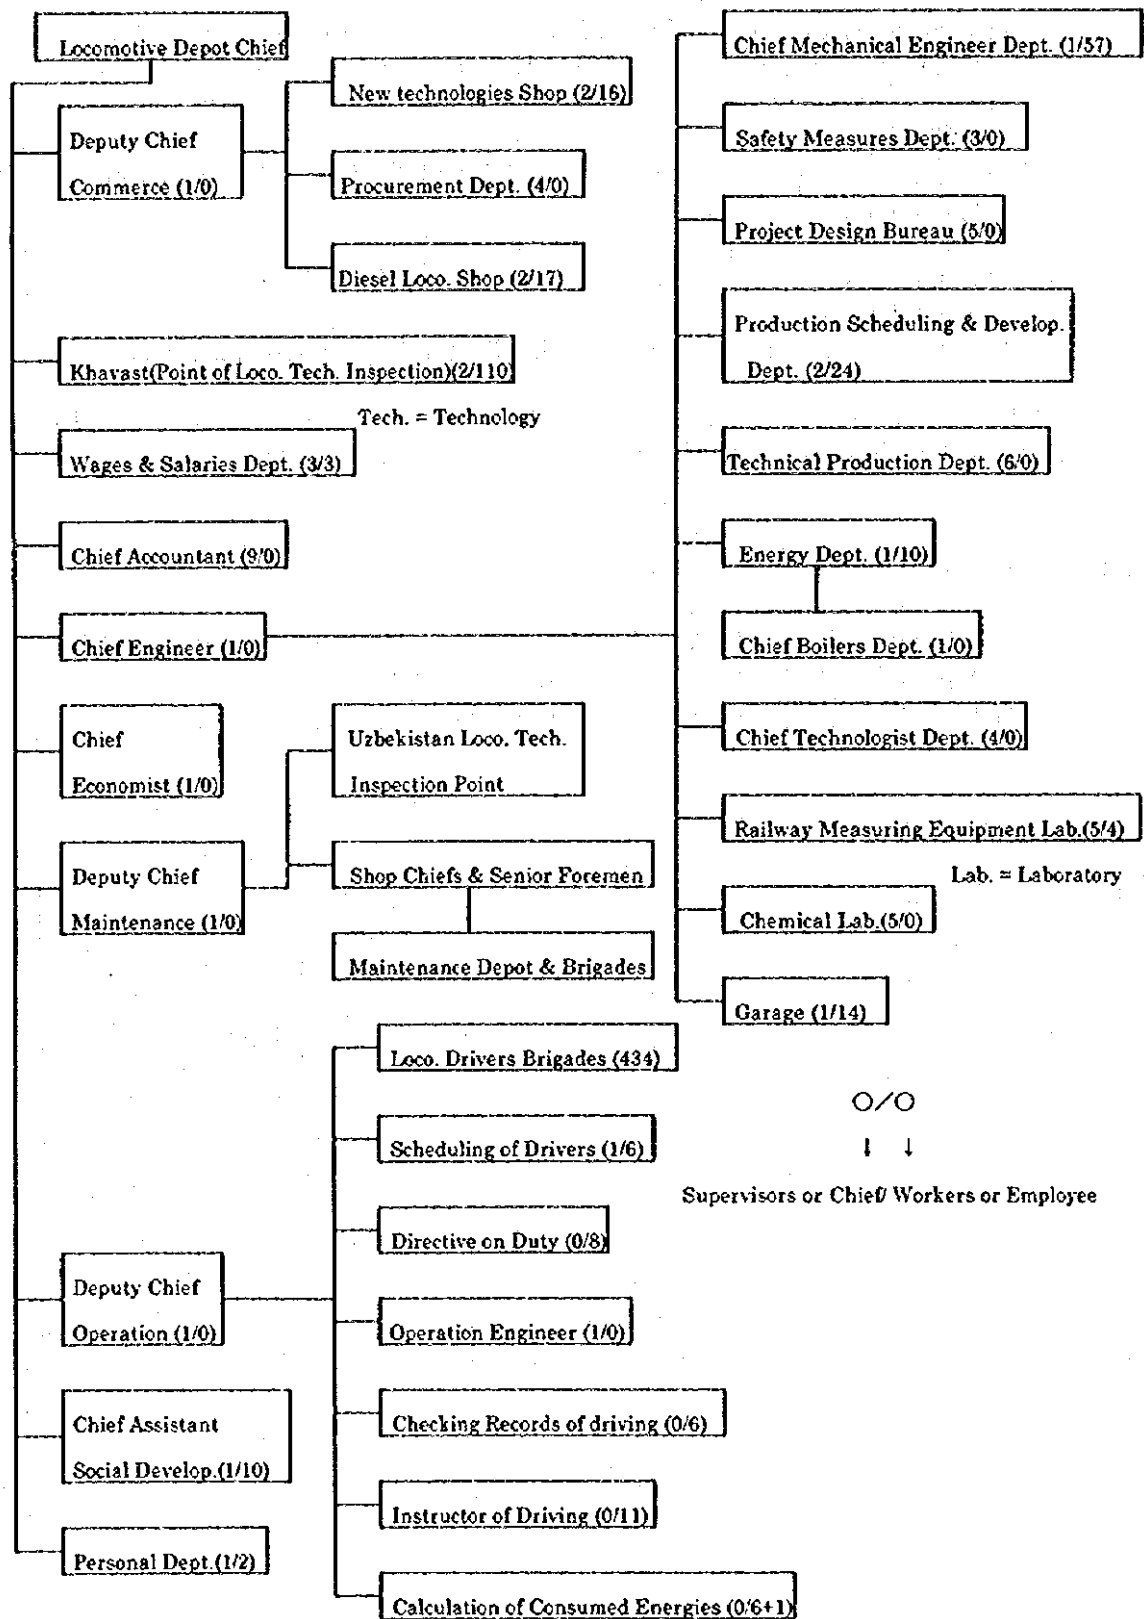 Locomotive Depot Chief
Deputy Chief
Commerce (1/0)
New technologies Shop (2/16)
Procurement Dept. (4/0)
Diesel Loco. Shop (2/17)
Khavast(Point of Loco. Tech. Inspection)(2/110)
Tech. = Technology
Wages & Salaries Dept. (3/3)
Chief Accountant (9/0)
Chief Engineer (1/0)
Chief
Economist (1/0)
Deputy Chief
Maintenance (1/0)
Uzbekistan Loco. Tech.
Inspection Point
Shop Chiefs & Senior Foremen
Maintenance Depot & Brigades
Deputy Chief
Operation (1/0)
Loco. Drivers Brigades (434)
Scheduling of Drivers (1/6)
Directive on Duty (0/8)
Operation Engineer (1/0)
Checking Records of driving (0/6)
Instructor of Driving (0/11)
Calculation of Consumed Energies (0/6+1)
Chief Assistant
Social Develop.(1/10)
Personal Dept.(1/2)
Chief Mechanical Engineer Dept. (1/57)
Safety Measures Dept. (3/0)
Project Design Bureau (5/0)
Production Scheduling & Develop.
Dept. (2/24)
Technical Production Dept. (6/0)
Energy Dept. (1/10)
Chief Boilers Dept. (1/0)
Chief Technologist Dept. (4/0)
Railway Measuring Equipment Lab.(5/4)
Lab. = Laboratory
Chemical Lab.(5/0)
Garage (1/14)
○/○
↓ ↓
Supervisors or Chief/ Workers or Employee